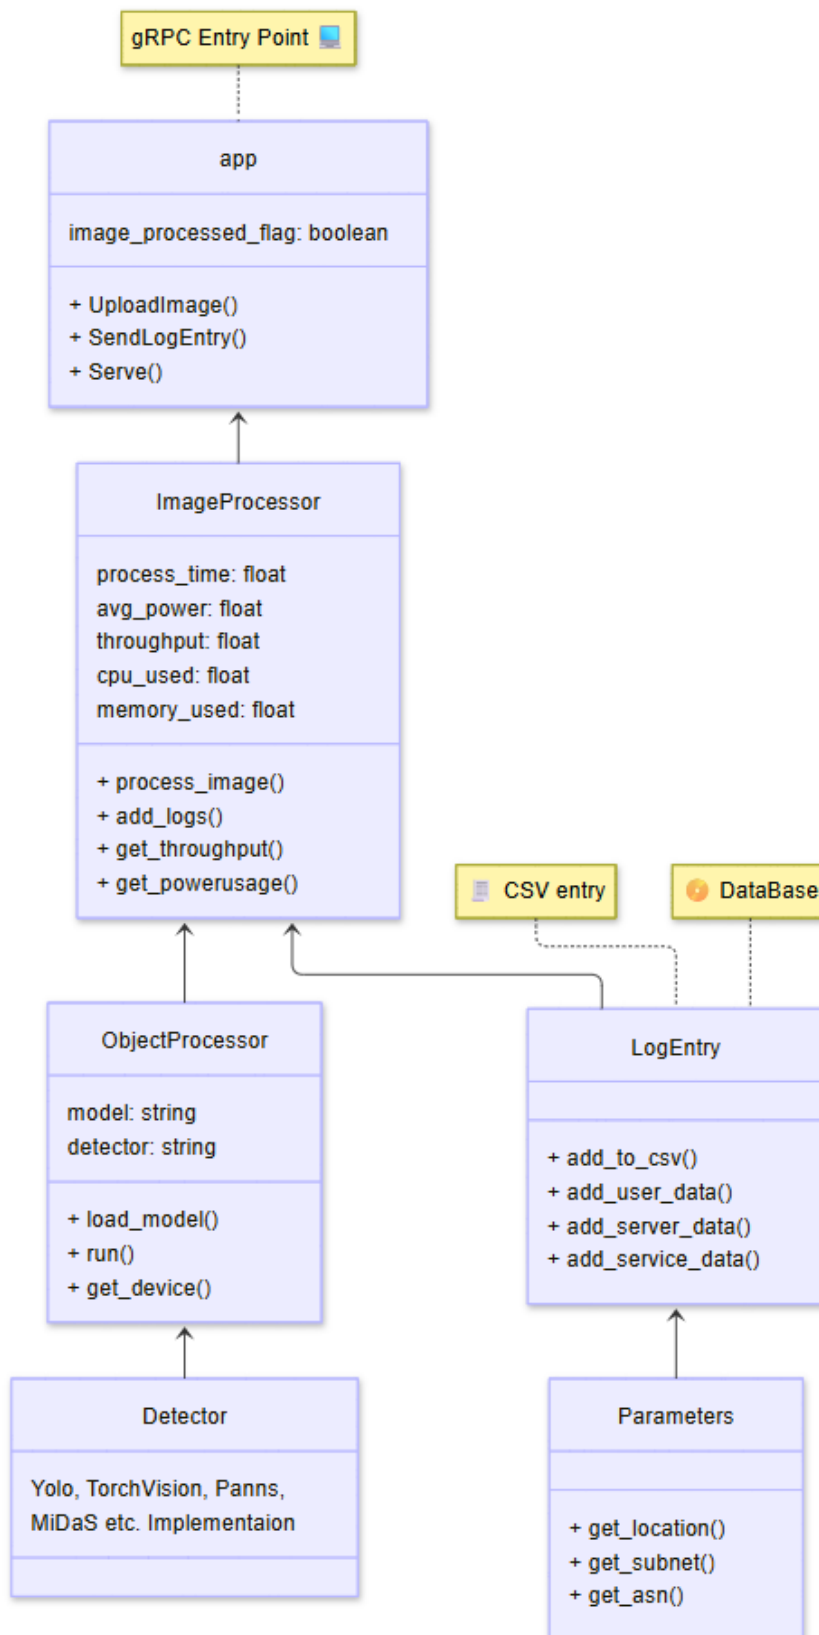 gRPC Entry Point
app
image_processed_flag: boolean
+ UploadImage()
+ SendLogEntry()
+ Serve()
ImageProcessor
process_time: float
avg_power: float
throughput: float
cpu_used: float
memory_used: float
+ process_image()
+ add_logs()
+ get_throughput()
+ get_powerusage()
CSV entry
DataBase
ObjectProcessor
model: string
detector: string
+ load_model()
+ run()
+ get_device()
LogEntry
+ add_to_csv()
+ add_user_data()
+ add_server_data()
+ add_service_data()
Detector
Yolo, TorchVision, Panns,
MiDaS etc. Implementaion
Parameters
+ get_location()
+ get_subnet()
+ get_asn()